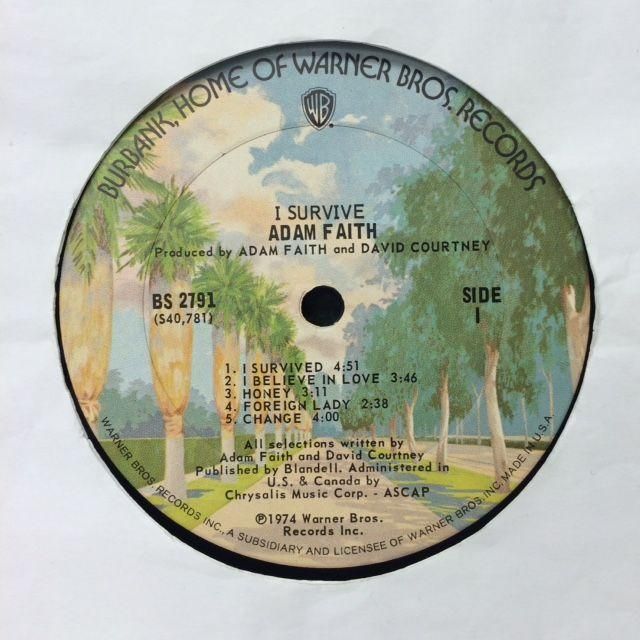 BURBANK, HOME OF WARNER BROS. RECORDS
WB
I SURVIVE
ADAM FAITH
Produced by ADAM FAITH and DAVID COURTNEY
BS 2791
(S40,781)
SIDE
1
1. I SURVIVED 4:51
2. I BELIEVE IN LOVE 3:46
3. HONEY 3:11
4. FOREIGN LADY 2:38
5. CHANGE 4:00
All selections written by
Adam Faith and David Courtney
Published by Blandell. Administered in
U.S. & Canada by
Chrysalis Music Corp. - ASCAP
℗1974 Warner Bros.
Records Inc.
WARNER BROS. RECORDS INC., A SUBSIDIARY AND LICENSEE OF WARNER BROS. INC. MADE IN U.S.A.